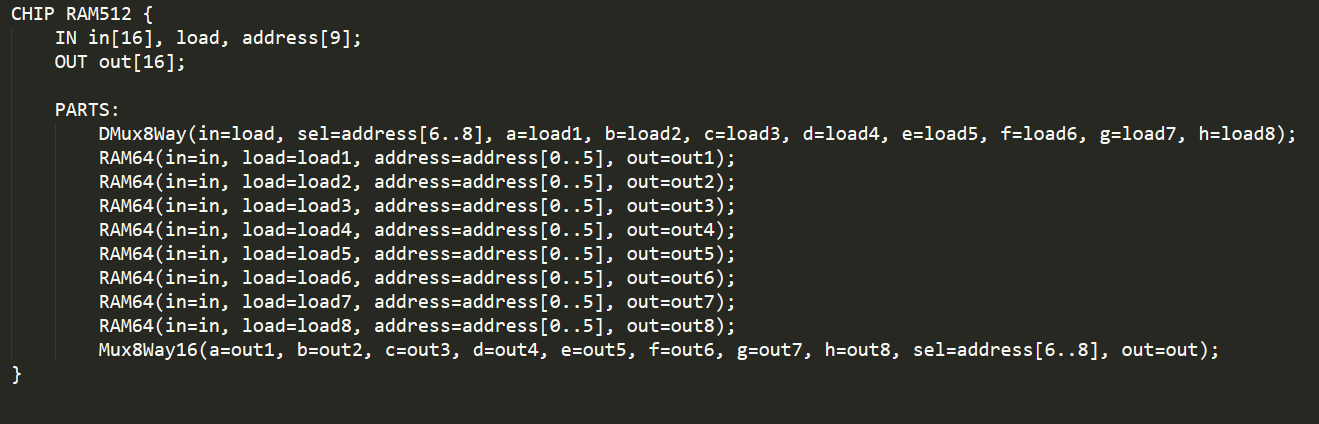 CHIP RAM512 {
    IN in[16], load, address[9];
    OUT out[16];

    PARTS:
        DMux8Way(in=load, sel=address[6..8], a=load1, b=load2, c=load3, d=load4, e=load5, f=load6, g=load7, h=load8);
        RAM64(in=in, load=load1, address=address[0..5], out=out1);
        RAM64(in=in, load=load2, address=address[0..5], out=out2);
        RAM64(in=in, load=load3, address=address[0..5], out=out3);
        RAM64(in=in, load=load4, address=address[0..5], out=out4);
        RAM64(in=in, load=load5, address=address[0..5], out=out5);
        RAM64(in=in, load=load6, address=address[0..5], out=out6);
        RAM64(in=in, load=load7, address=address[0..5], out=out7);
        RAM64(in=in, load=load8, address=address[0..5], out=out8);
        Mux8Way16(a=out1, b=out2, c=out3, d=out4, e=out5, f=out6, g=out7, h=out8, sel=address[6..8], out=out);
}